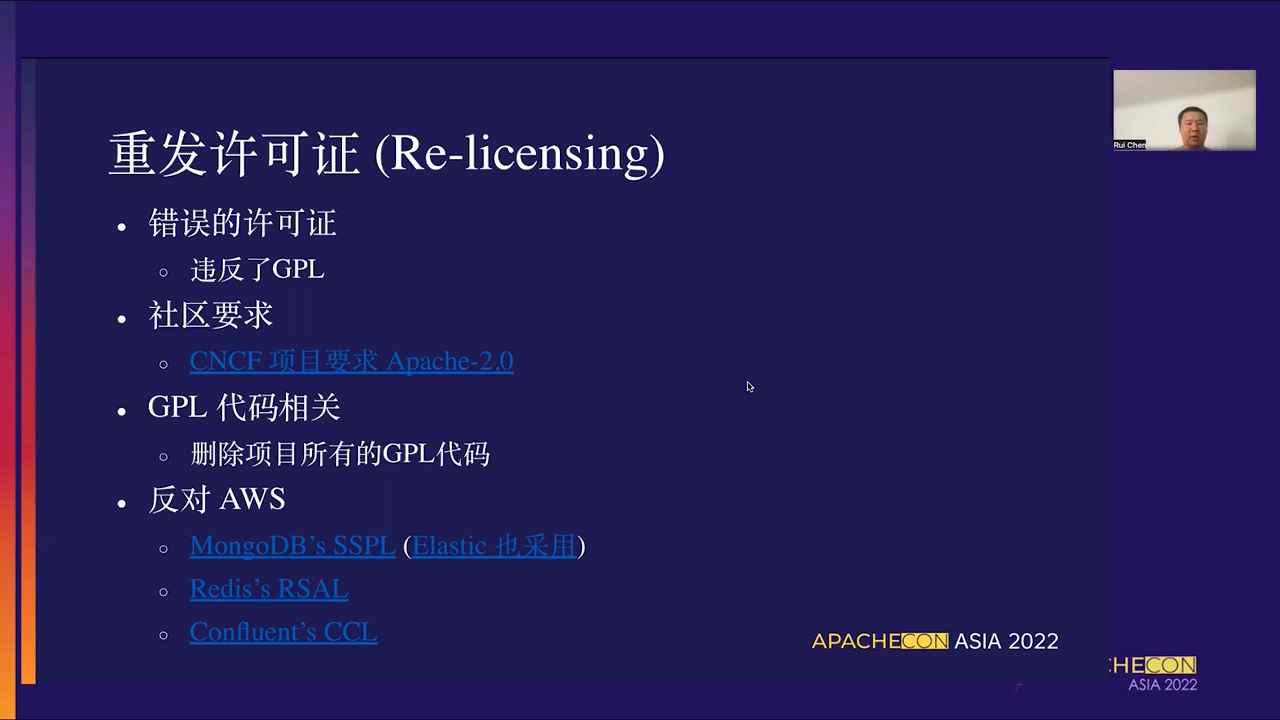 重发许可证 (Re-licensing)
错误的许可证
违反了GPL
社区要求
CNCF 项目要求 Apache-2.0
GPL 代码相关
删除项目所有的GPL代码
反对 AWS
MongoDB’s SSPL (Elastic 也采用)
Redis’s RSAL
Confluent’s CCL
APACHECON ASIA 2022
Rui Chen
CHECON
ASIA 2022